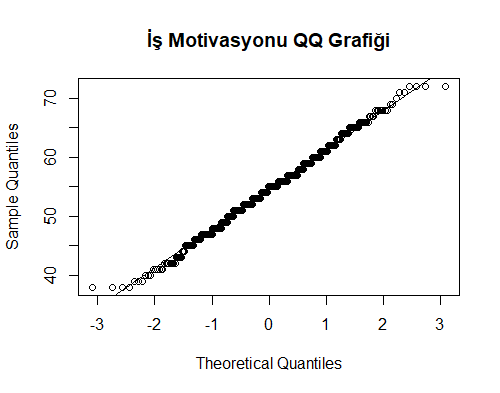 İş Motivasyonu QQ Grafiği
Sample Quantiles
70
60
50
40
-3 -2 -1 0 1 2 3
Theoretical Quantiles